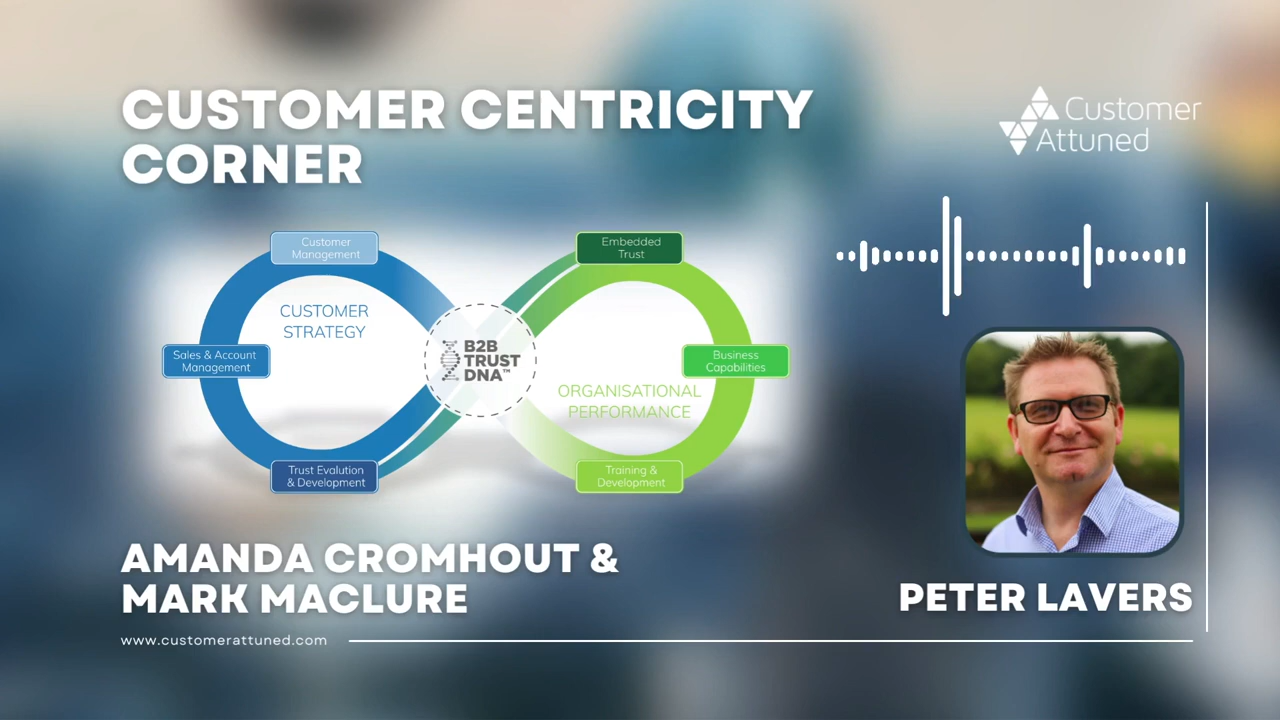 CUSTOMER CENTRICITY
CORNER
Customer
Attuned
Customer
Management
Embedded
Trust
CUSTOMER
STRATEGY
Sales & Account
Management
B2B
TRUST
DNA™
Business
Capabilities
ORGANISATIONAL
PERFORMANCE
Trust Evalution
& Development
Training &
Development
AMANDA CROMHOUT &
MARK MACLURE
PETER LAVERS
www.customerattuned.com